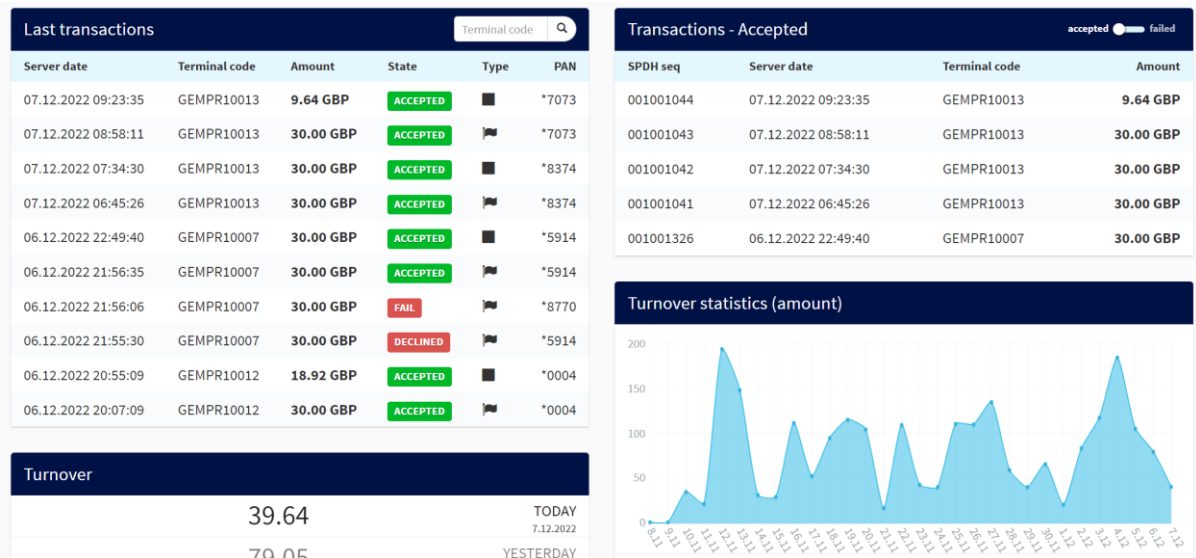 Last transactions
Terminal code
Server date Terminal code Amount State Type PAN
07.12.2022 09:23:35 GEMPR10013 9.64 GBP ACCEPTED *7073
07.12.2022 08:58:11 GEMPR10013 30.00 GBP ACCEPTED *7073
07.12.2022 07:34:30 GEMPR10013 30.00 GBP ACCEPTED *8374
07.12.2022 06:45:26 GEMPR10013 30.00 GBP ACCEPTED *8374
06.12.2022 22:49:40 GEMPR10007 30.00 GBP ACCEPTED *5914
06.12.2022 21:56:35 GEMPR10007 30.00 GBP ACCEPTED *5914
06.12.2022 21:56:06 GEMPR10007 30.00 GBP FAIL *8770
06.12.2022 21:55:30 GEMPR10007 30.00 GBP DECLINED *5914
06.12.2022 20:55:09 GEMPR10012 18.92 GBP ACCEPTED *0004
06.12.2022 20:07:09 GEMPR10012 30.00 GBP ACCEPTED *0004
Turnover
39.64 TODAY
7.12.2022
79.05 YESTERDAY
Transactions - Accepted
accepted failed
SPDH seq Server date Terminal code Amount
001001044 07.12.2022 09:23:35 GEMPR10013 9.64 GBP
001001043 07.12.2022 08:58:11 GEMPR10013 30.00 GBP
001001042 07.12.2022 07:34:30 GEMPR10013 30.00 GBP
001001041 07.12.2022 06:45:26 GEMPR10013 30.00 GBP
001001326 06.12.2022 22:49:40 GEMPR10007 30.00 GBP
Turnover statistics (amount)
200
150
100
50
0
8.11 9.11 10.11 11.11 12.11 13.11 14.11 15.11 16.11 17.11 18.11 19.11 20.11 21.11 22.11 23.11 24.11 25.11 26.11 27.11 28.11 29.11 30.11 1.12 2.12 3.12 4.12 5.12 6.12 7.12